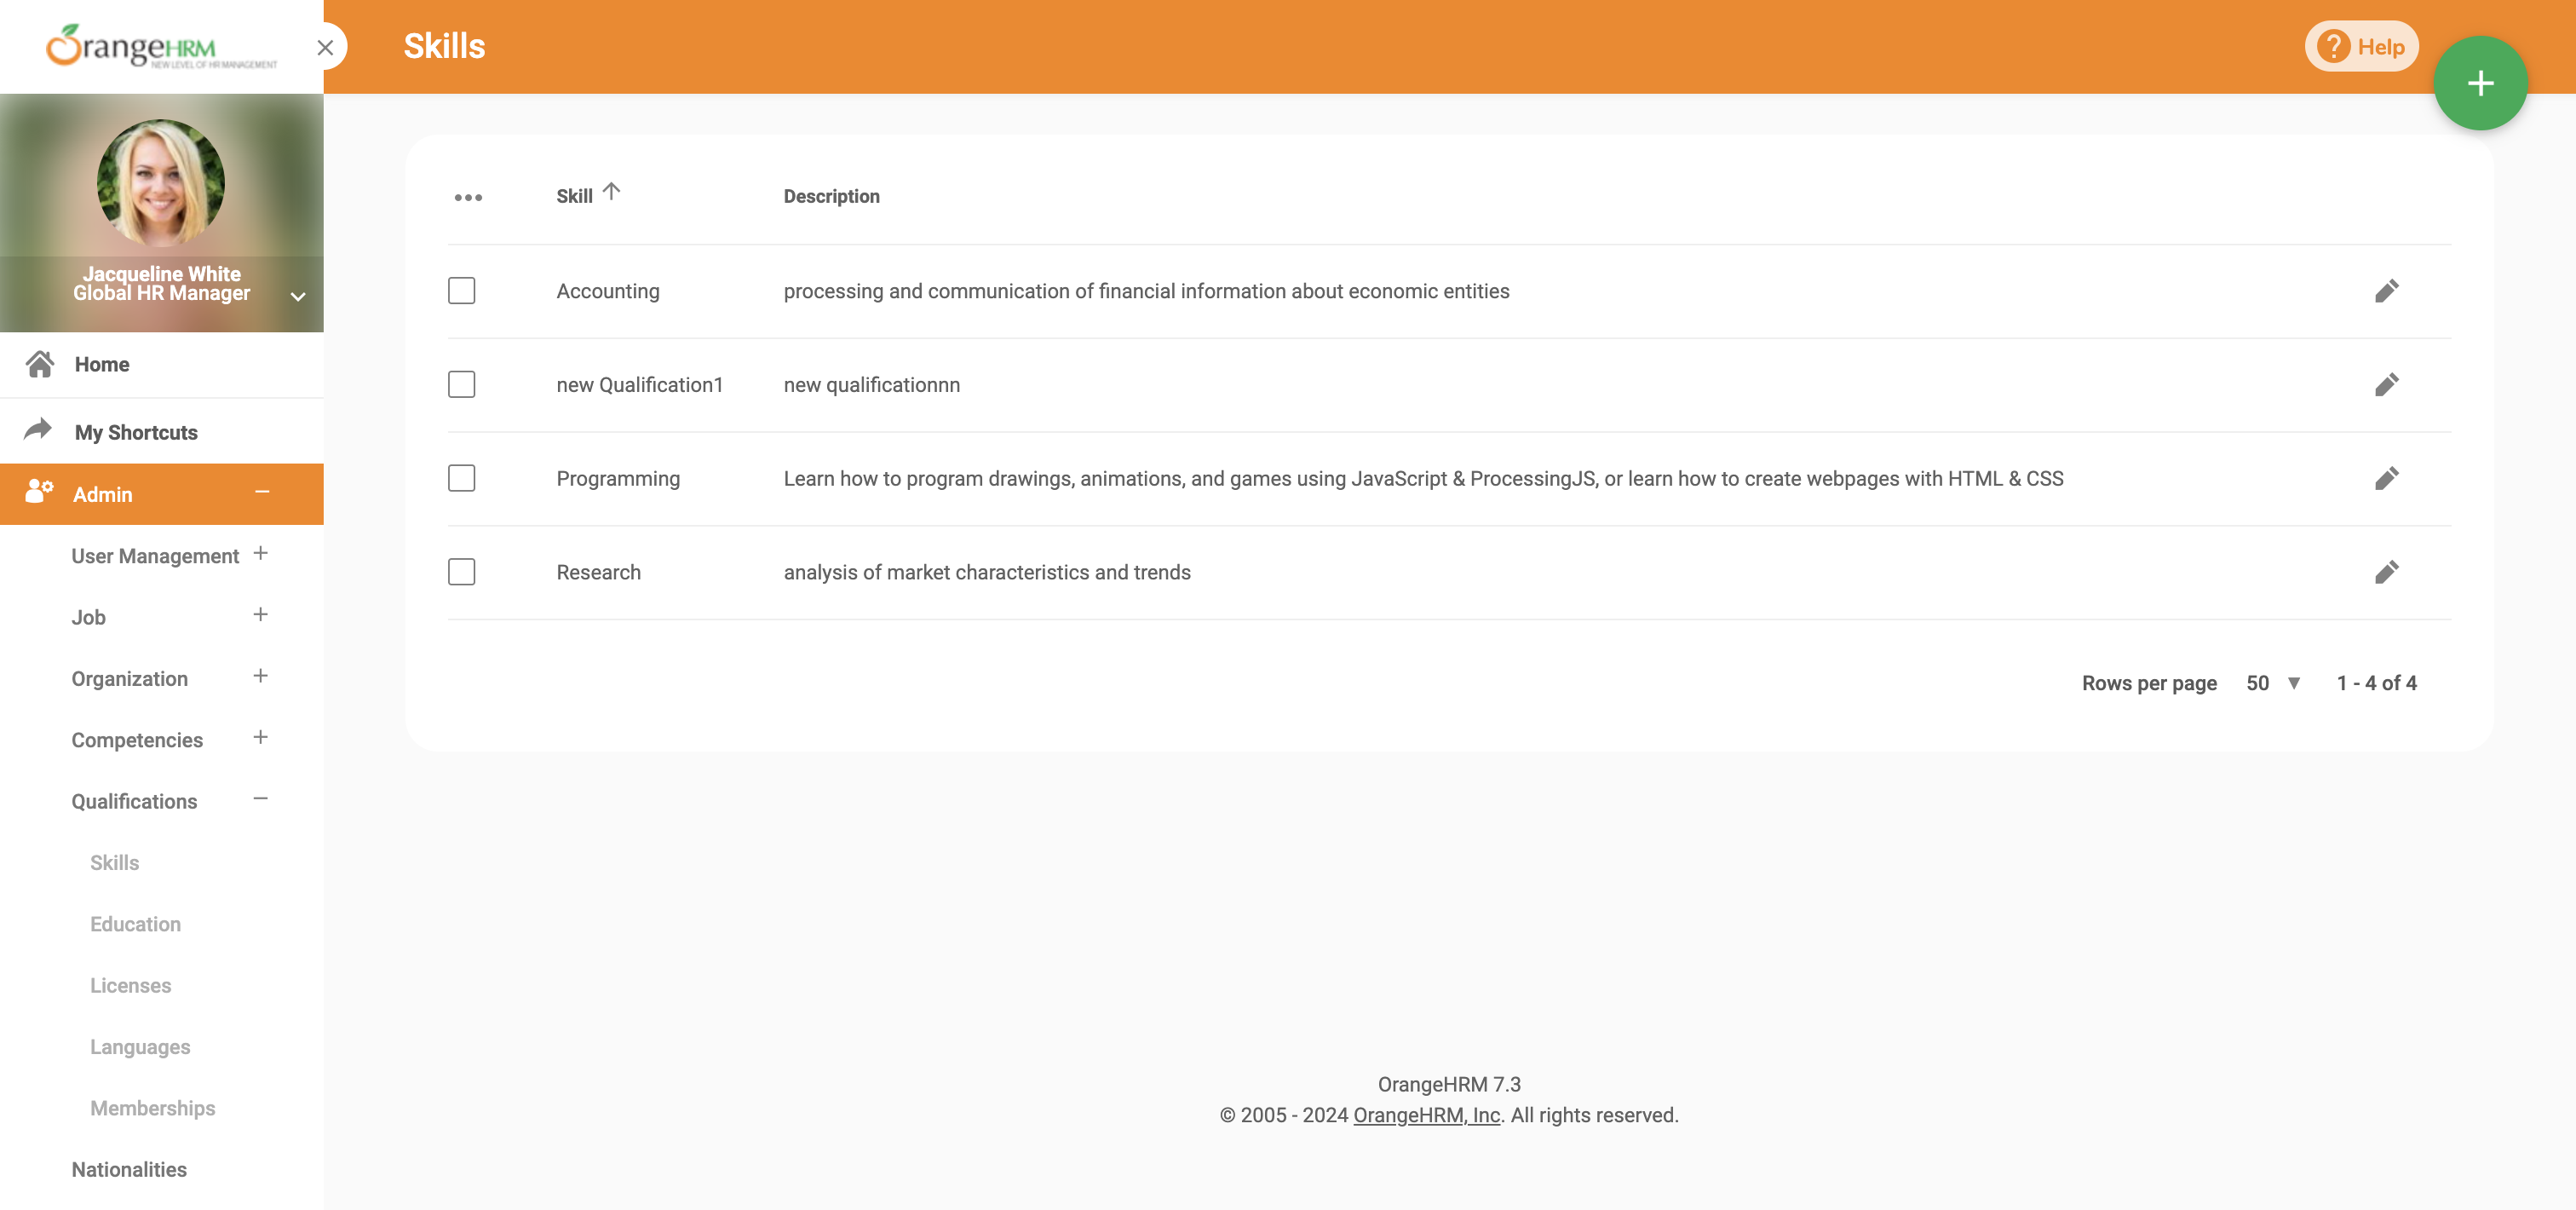 OrangeHRM
NEW LEVEL OF HR MANAGEMENT
Skills
? Help
Jacqueline White
Global HR Manager
Home
My Shortcuts
Admin
User Management
Job
Organization
Competencies
Qualifications
Skills
Education
Licenses
Languages
Memberships
Nationalities
Skill Description
Accounting processing and communication of financial information about economic entities
new Qualification1 new qualificationnn
Programming Learn how to program drawings, animations, and games using JavaScript & ProcessingJS, or learn how to create webpages with HTML & CSS
Research analysis of market characteristics and trends
Rows per page 50 1 - 4 of 4
OrangeHRM 7.3
© 2005 - 2024 OrangeHRM, Inc. All rights reserved.